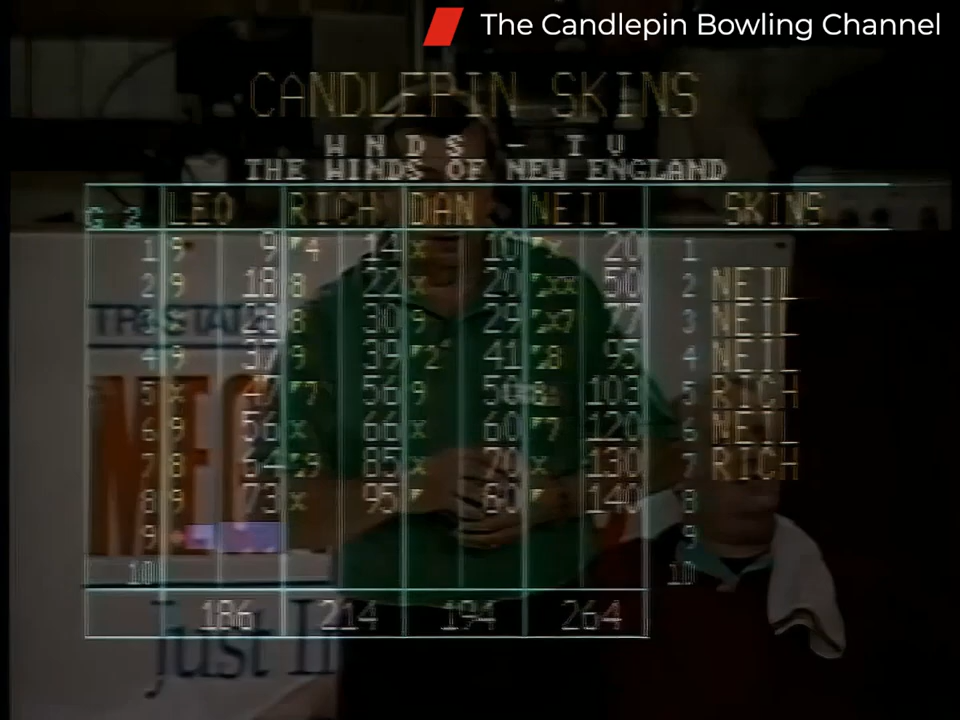 The Candlepin Bowling Channel
CANDLEPIN SKINS
W N D S - T V
THE WINDS OF NEW ENGLAND
G 2 LEO RICH DAN NEIL SKINS
1 9 9 4 14 x 10 x 20 1
2 9 18 8 22 x 20 xx 50 2 NEIL
3 8 30 9 29 x7 77 3 NEIL
4 9 37 9 39 2 41 8 95 4 NEIL
5 x 47 7 56 9 50 8 103 5 RICH
6 9 56 x 66 x 60 7 120 6 NEIL
7 8 64 9 85 x 70 x 130 7 RICH
8 9 73 x 95 80 140 8
9 9
10 10
186 214 194 264
Just